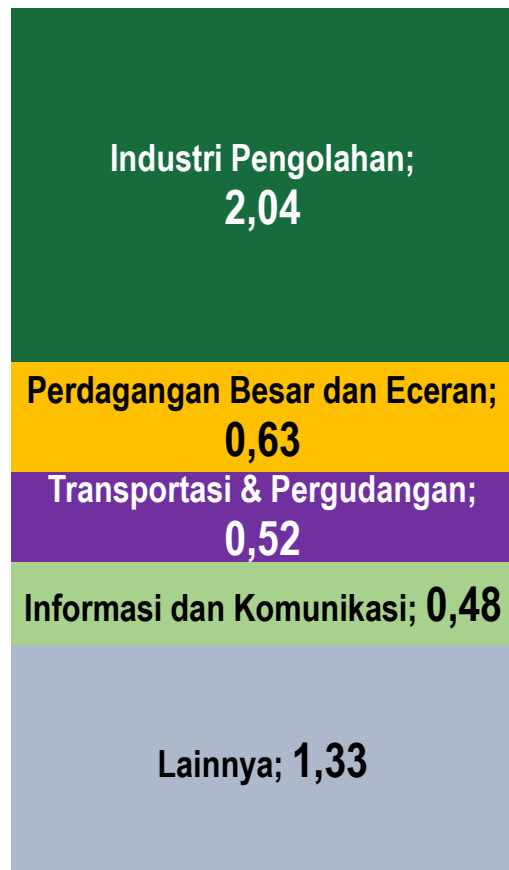 Industri Pengolahan;
2,04
Perdagangan Besar dan Eceran;
0,63
Transportasi & Pergudangan;
0,52
Informasi dan Komunikasi; 0,48
Lainnya; 1,33